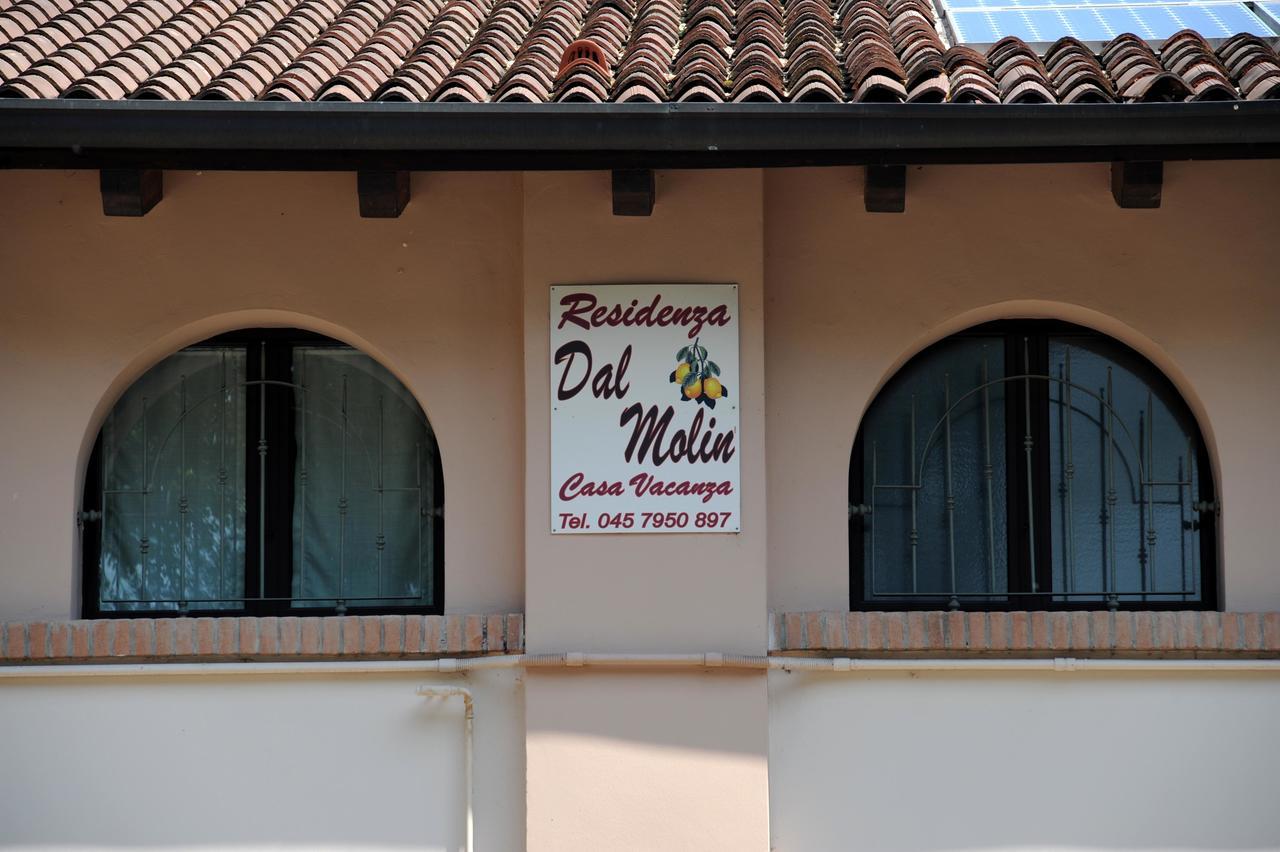 Residenza
Dal
Molin
Casa Vacanza
Tel. 045 7950 897